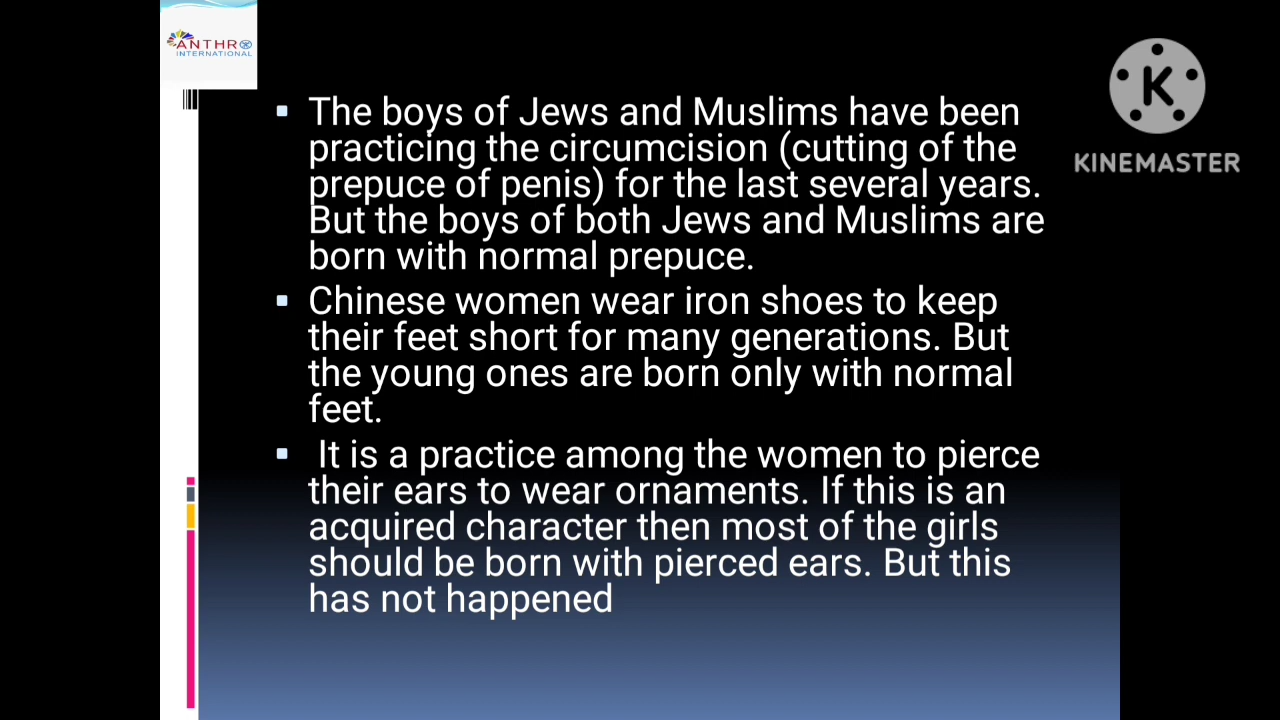 ANTHRO
INTERNATIONAL
KINEMASTER
The boys of Jews and Muslims have been
practicing the circumcision (cutting of the
prepuce of penis) for the last several years.
But the boys of both Jews and Muslims are
born with normal prepuce.
Chinese women wear iron shoes to keep
their feet short for many generations. But
the young ones are born only with normal
feet.
It is a practice among the women to pierce
their ears to wear ornaments. If this is an
acquired character then most of the girls
should be born with pierced ears. But this
has not happened